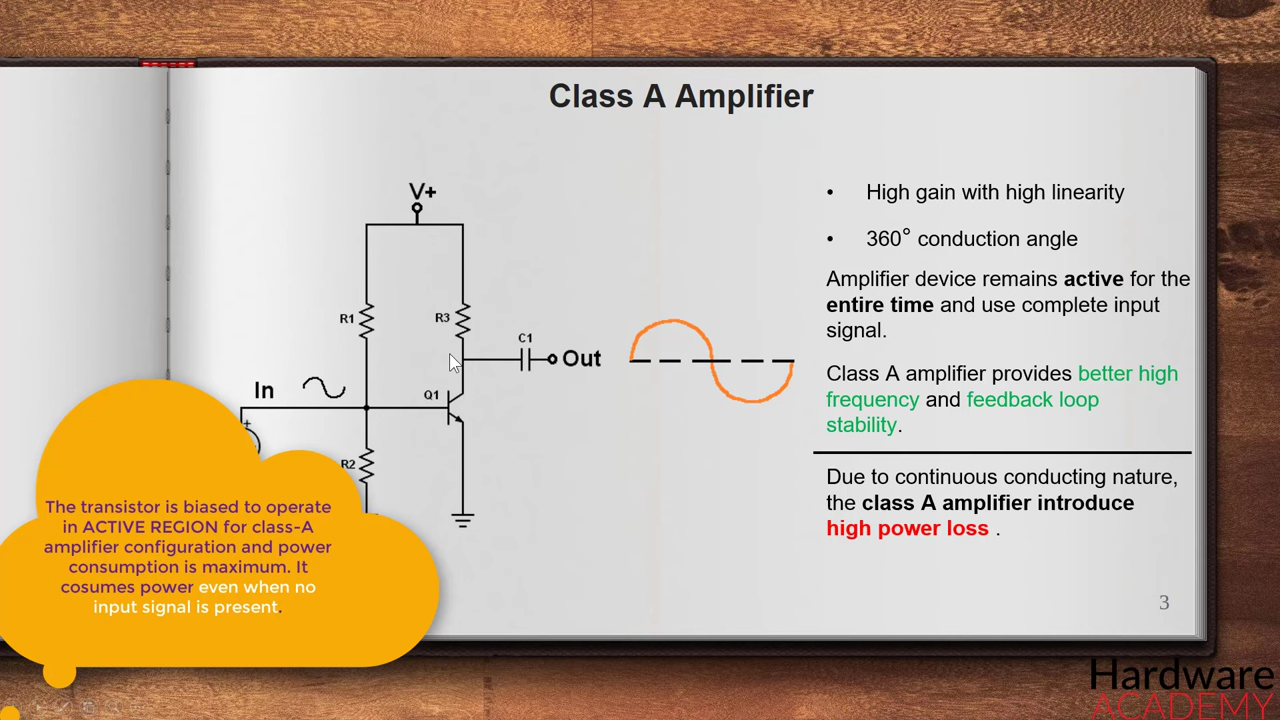 Class A Amplifier
V+
R1
R3
C1
Out
In
Q1
+
R2
• High gain with high linearity
• 360° conduction angle
Amplifier device remains active for the
entire time and use complete input
signal.
Class A amplifier provides better high
frequency and feedback loop
stability.
Due to continuous conducting nature,
the class A amplifier introduce
high power loss .
The transistor is biased to operate
in ACTIVE REGION for class-A
amplifier configuration and power
consumption is maximum. It
cosumes power even when no
input signal is present.
3
Hardware
ACADEMY